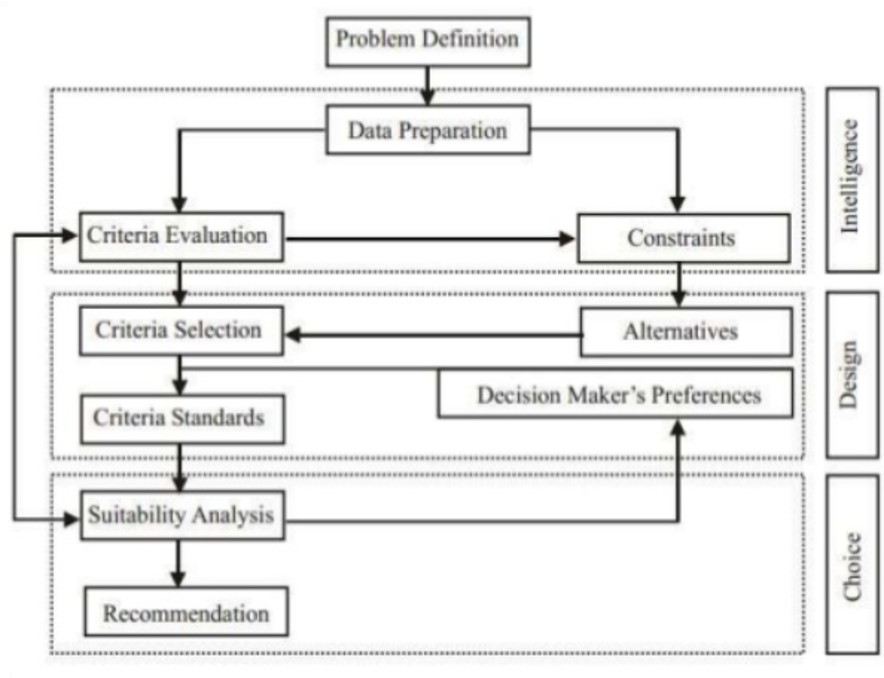 Problem Definition
Data Preparation
Intelligence
Criteria Evaluation
Constraints
Criteria Selection
Alternatives
Design
Decision Maker's Preferences
Criteria Standards
Suitability Analysis
Choice
Recommendation